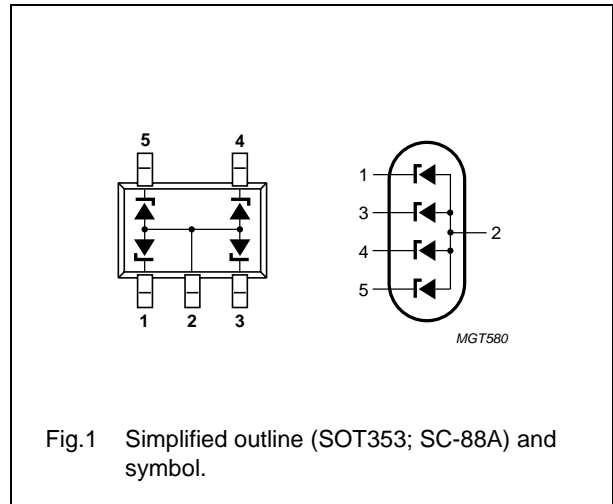 5 4
1 2 3
1
3
4
5
2
MGT580
Fig.1 Simplified outline (SOT353; SC-88A) and
symbol.